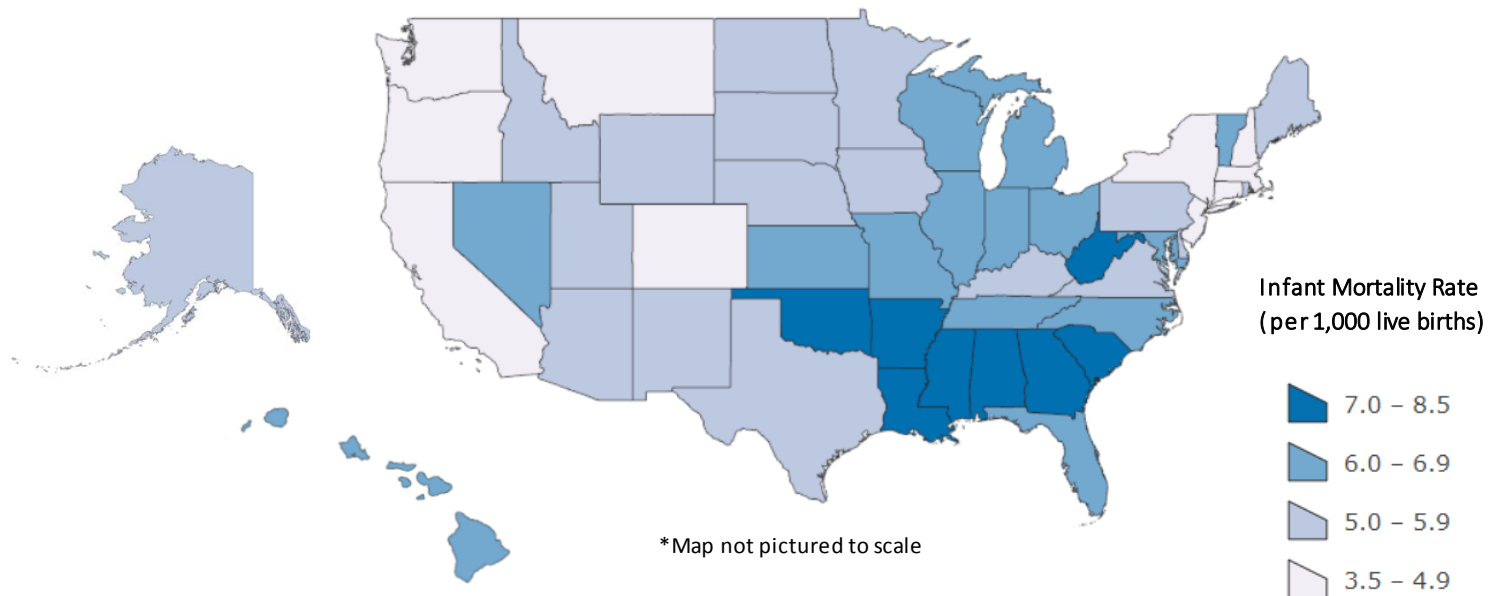 Infant Mortality Rate
(per 1,000 live births)
7.0 – 8.5
6.0 – 6.9
5.0 – 5.9
3.5 – 4.9
*Map not pictured to scale